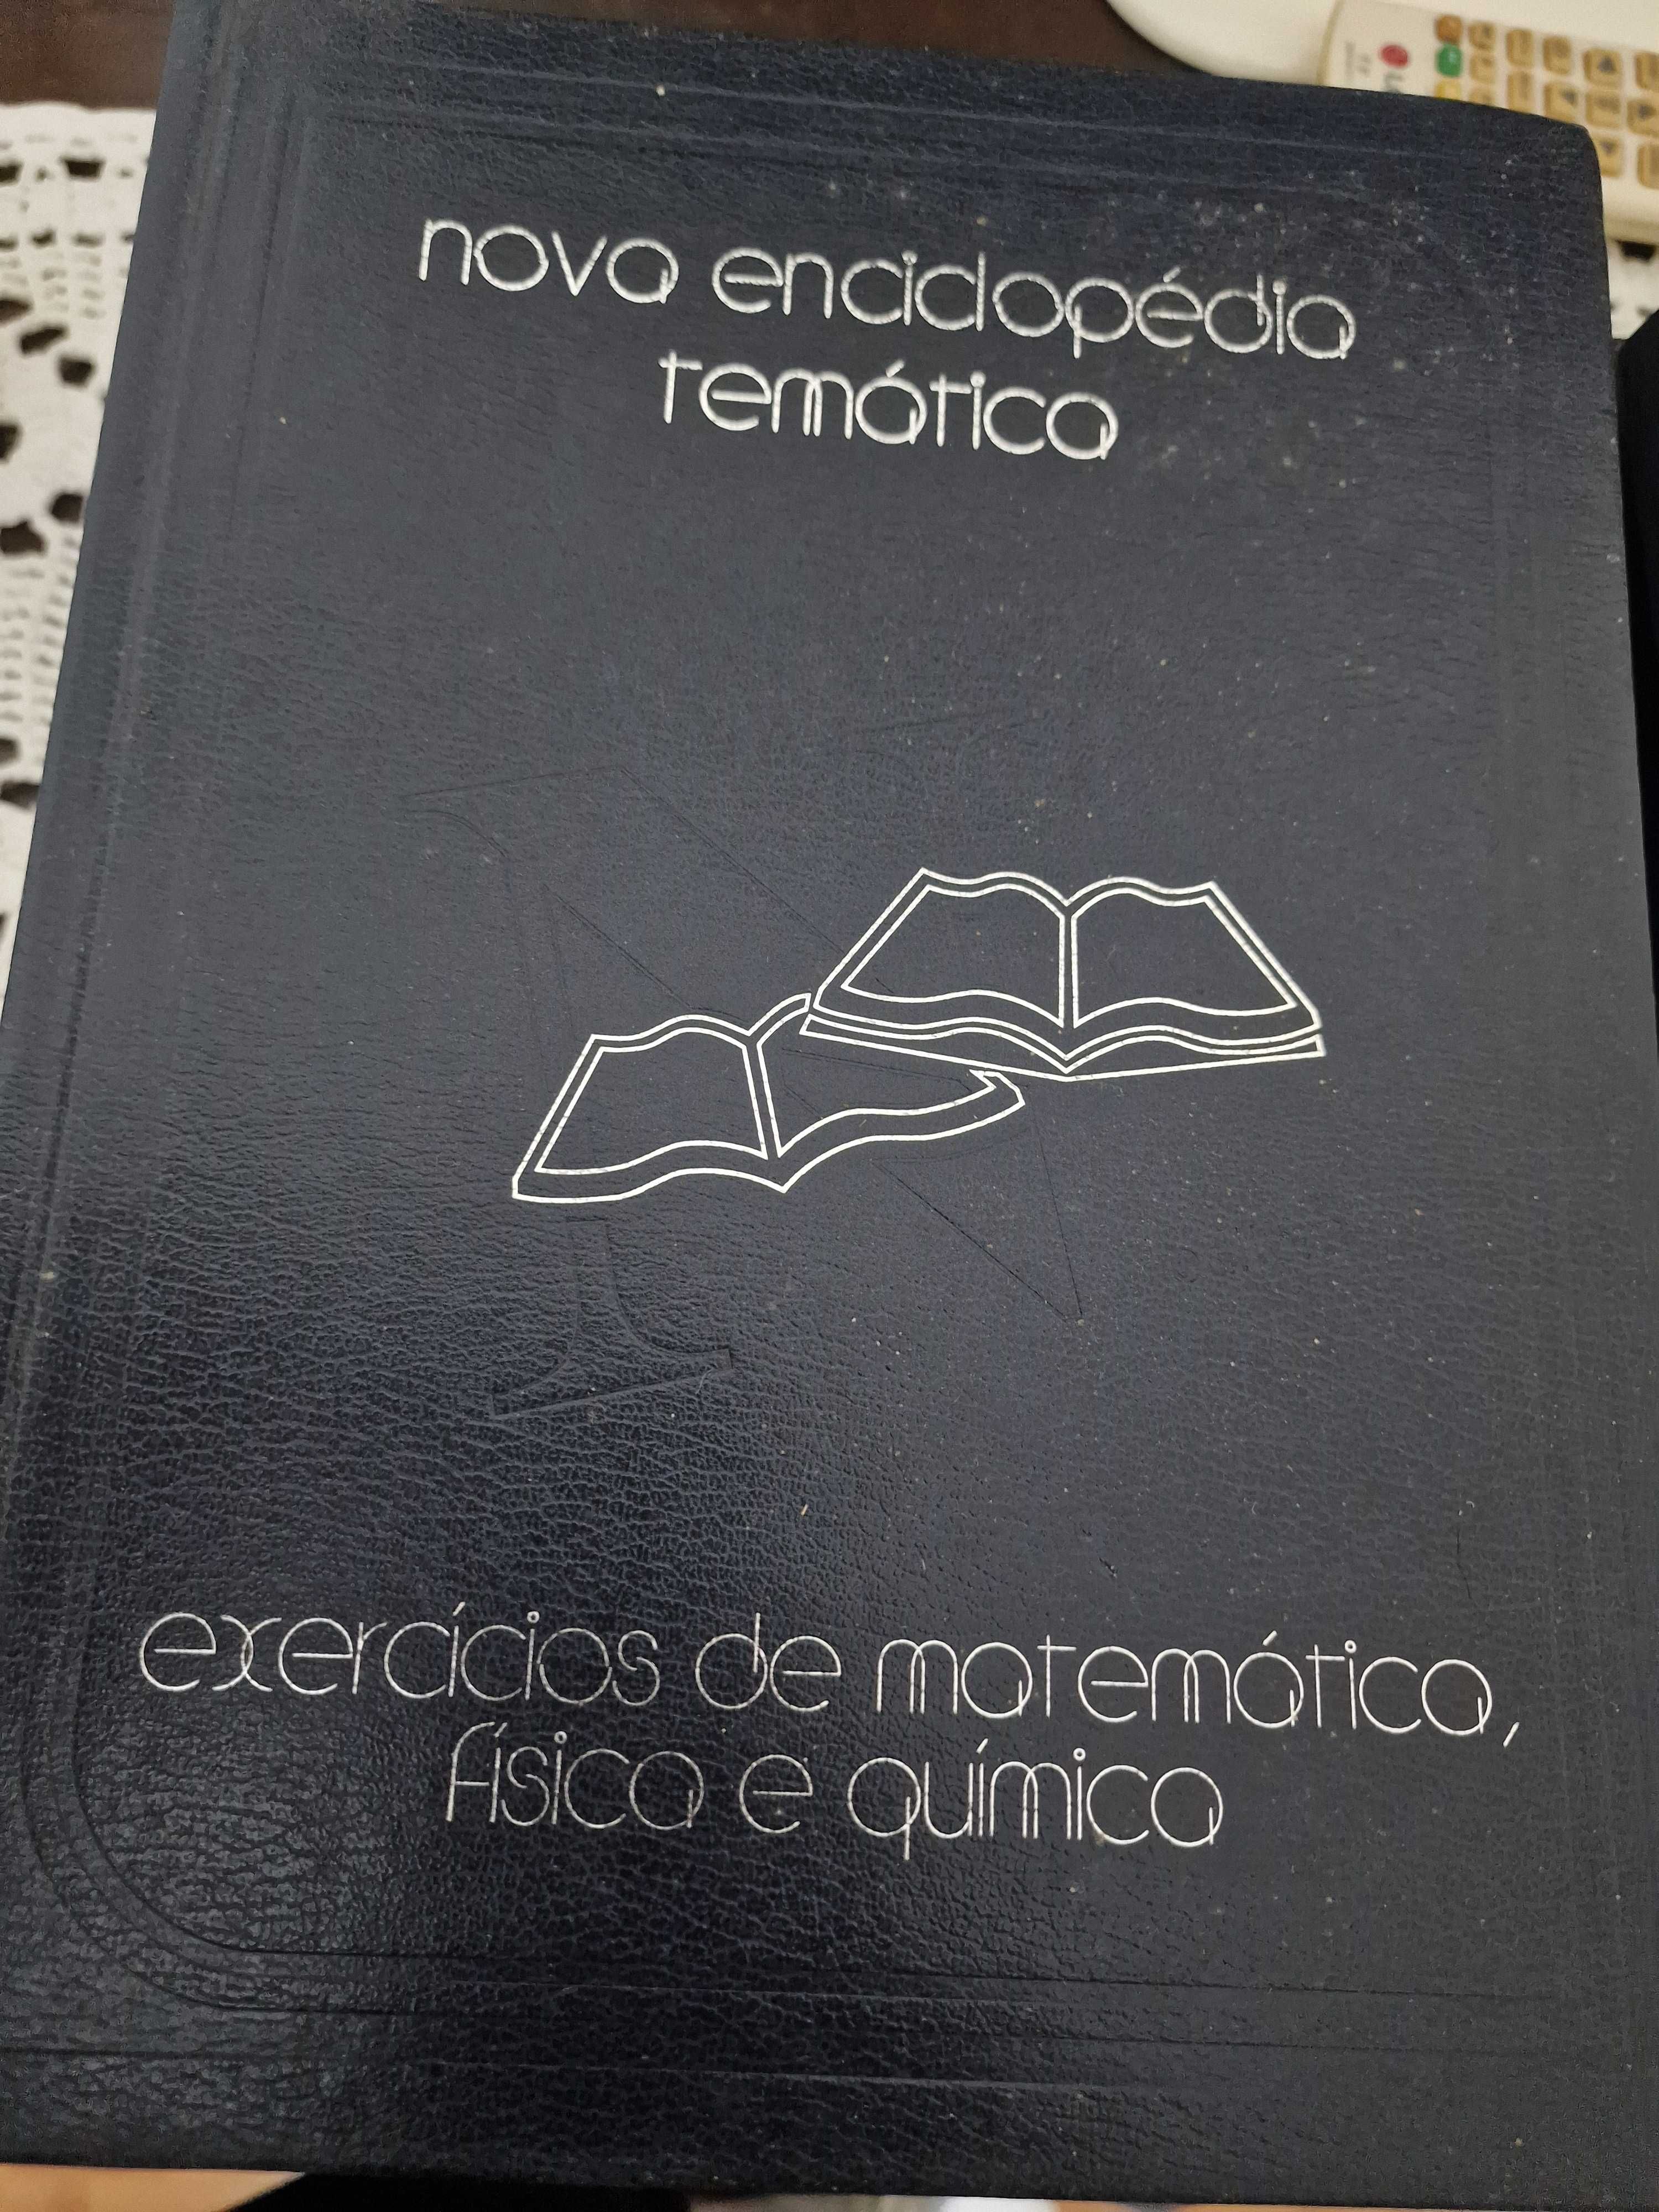 nova enciclopédia
temática
exercícios de matemática,
física e química